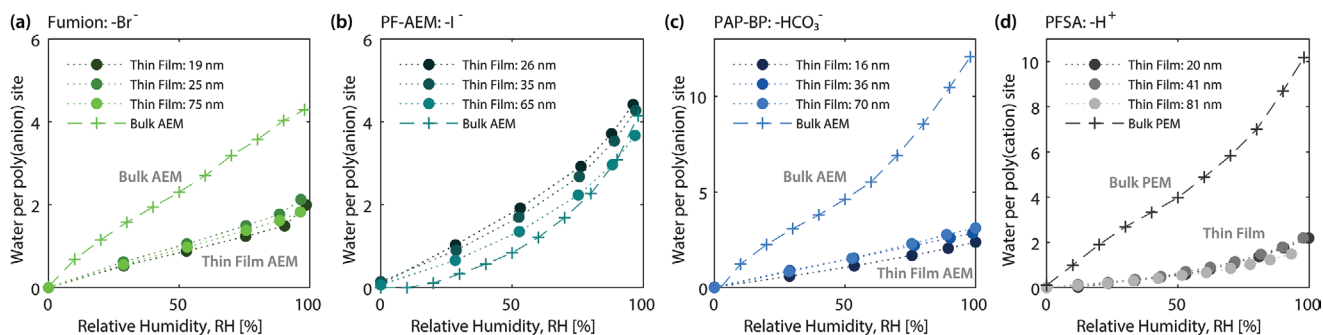 (a) Fumion: -Br⁻
Water per poly(anion) site
6
4
2
0
Thin Film: 19 nm
Thin Film: 25 nm
Thin Film: 75 nm
Bulk AEM
Bulk AEM
Thin Film AEM
0 50 100
Relative Humidity, RH [%]
(b) PF-AEM: -I⁻
6
4
2
0
Thin Film: 26 nm
Thin Film: 35 nm
Thin Film: 65 nm
Bulk AEM
0 50 100
Relative Humidity, RH [%]
(c) PAP-BP: -HCO₃⁻
Water per poly(anion) site
10
5
0
Thin Film: 16 nm
Thin Film: 36 nm
Thin Film: 70 nm
Bulk AEM
Bulk AEM
Thin Film AEM
0 50 100
Relative Humidity, RH [%]
(d) PFSA: -H⁺
Water per poly(cation) site
10
8
6
4
2
0
Thin Film: 20 nm
Thin Film: 41 nm
Thin Film: 81 nm
Bulk PEM
Bulk PEM
Thin Film
0 50 100
Relative Humidity, RH [%]